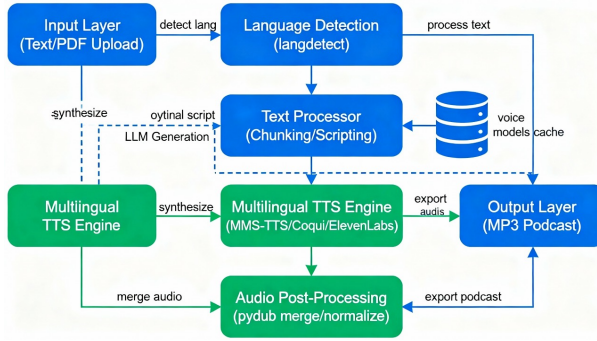 Input Layer
(Text/PDF Upload)
detect lang
Language Detection
(langdetect)
process text
-synthesize
oytinal script
LLM Generation
Text Processor
(Chunking/Scripting)
voice
models cache
Multilingual
TTS Engine
synthesize
Multilingual TTS Engine
(MMS-TTS/Coqui/ElevenLabs)
export
audis
Output Layer
(MP3 Podcast)
merge audio
Audio Post-Processing
(pydub merge/normalize)
export podcast